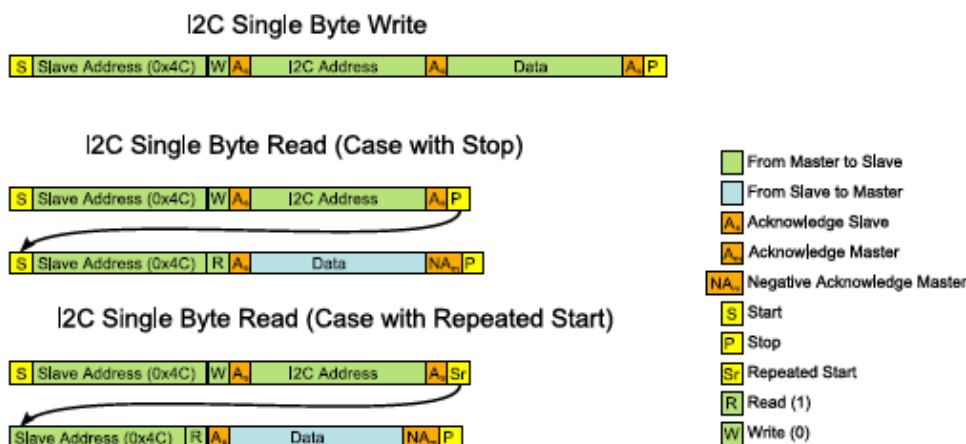 I2C Single Byte Write
S Slave Address (0x4C) W As I2C Address As Data As P
I2C Single Byte Read (Case with Stop)
S Slave Address (0x4C) W As I2C Address As P
S Slave Address (0x4C) R As Data NAm P
I2C Single Byte Read (Case with Repeated Start)
S Slave Address (0x4C) W As I2C Address As Sr
Slave Address (0x4C) R As Data NAm P
From Master to Slave
From Slave to Master
As Acknowledge Slave
Am Acknowledge Master
NAm Negative Acknowledge Master
S Start
P Stop
Sr Repeated Start
R Read (1)
W Write (0)